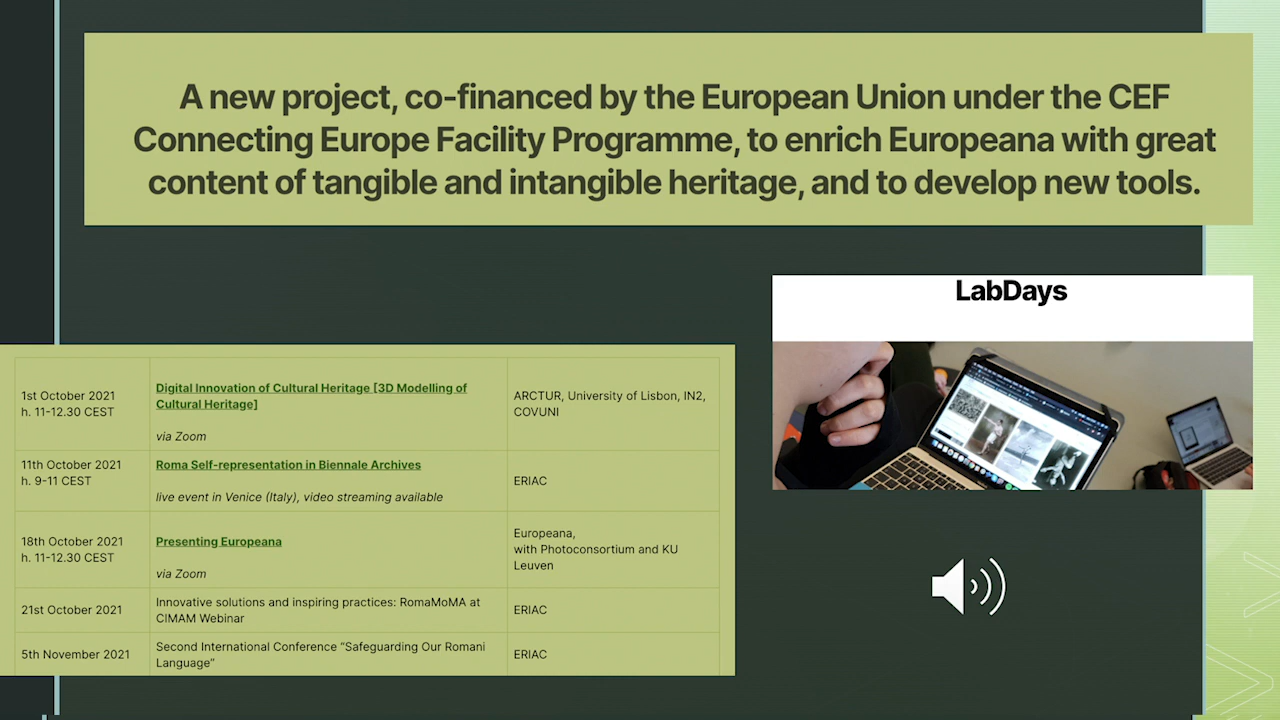 A new project, co-financed by the European Union under the CEF
Connecting Europe Facility Programme, to enrich Europeana with great
content of tangible and intangible heritage, and to develop new tools.
LabDays
1st October 2021
h. 11-12.30 CEST
Digital Innovation of Cultural Heritage [3D Modelling of
Cultural Heritage]
via Zoom
ARCTUR, University of Lisbon, IN2,
COVUNI
11th October 2021
h. 9-11 CEST
Roma Self-representation in Biennale Archives
live event in Venice (Italy), video streaming available
ERIAC
18th October 2021
h. 11-12.30 CEST
Presenting Europeana
via Zoom
Europeana,
with Photoconsortium and KU
Leuven
21st October 2021
Innovative solutions and inspiring practices: RomaMoMA at
CIMAM Webinar
ERIAC
5th November 2021
Second International Conference “Safeguarding Our Romani
Language”
ERIAC